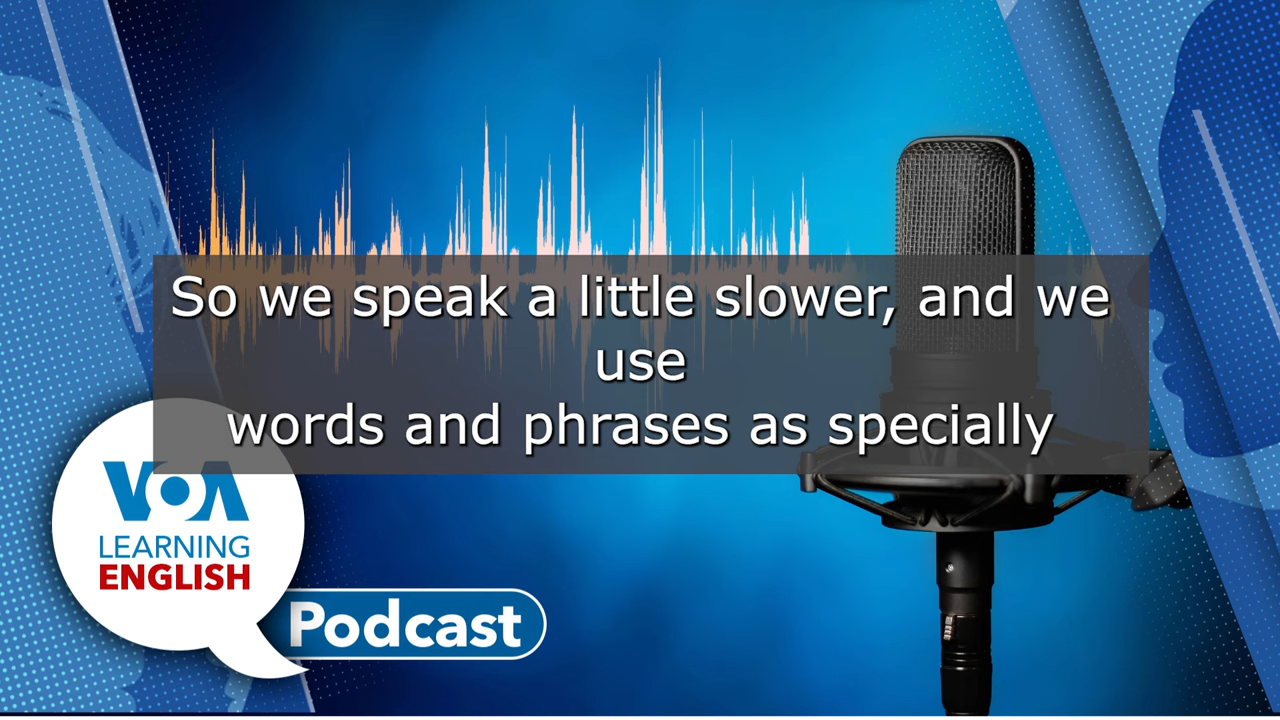 So we speak a little slower, and we
use
words and phrases as specially
VOA
LEARNING
ENGLISH
Podcast